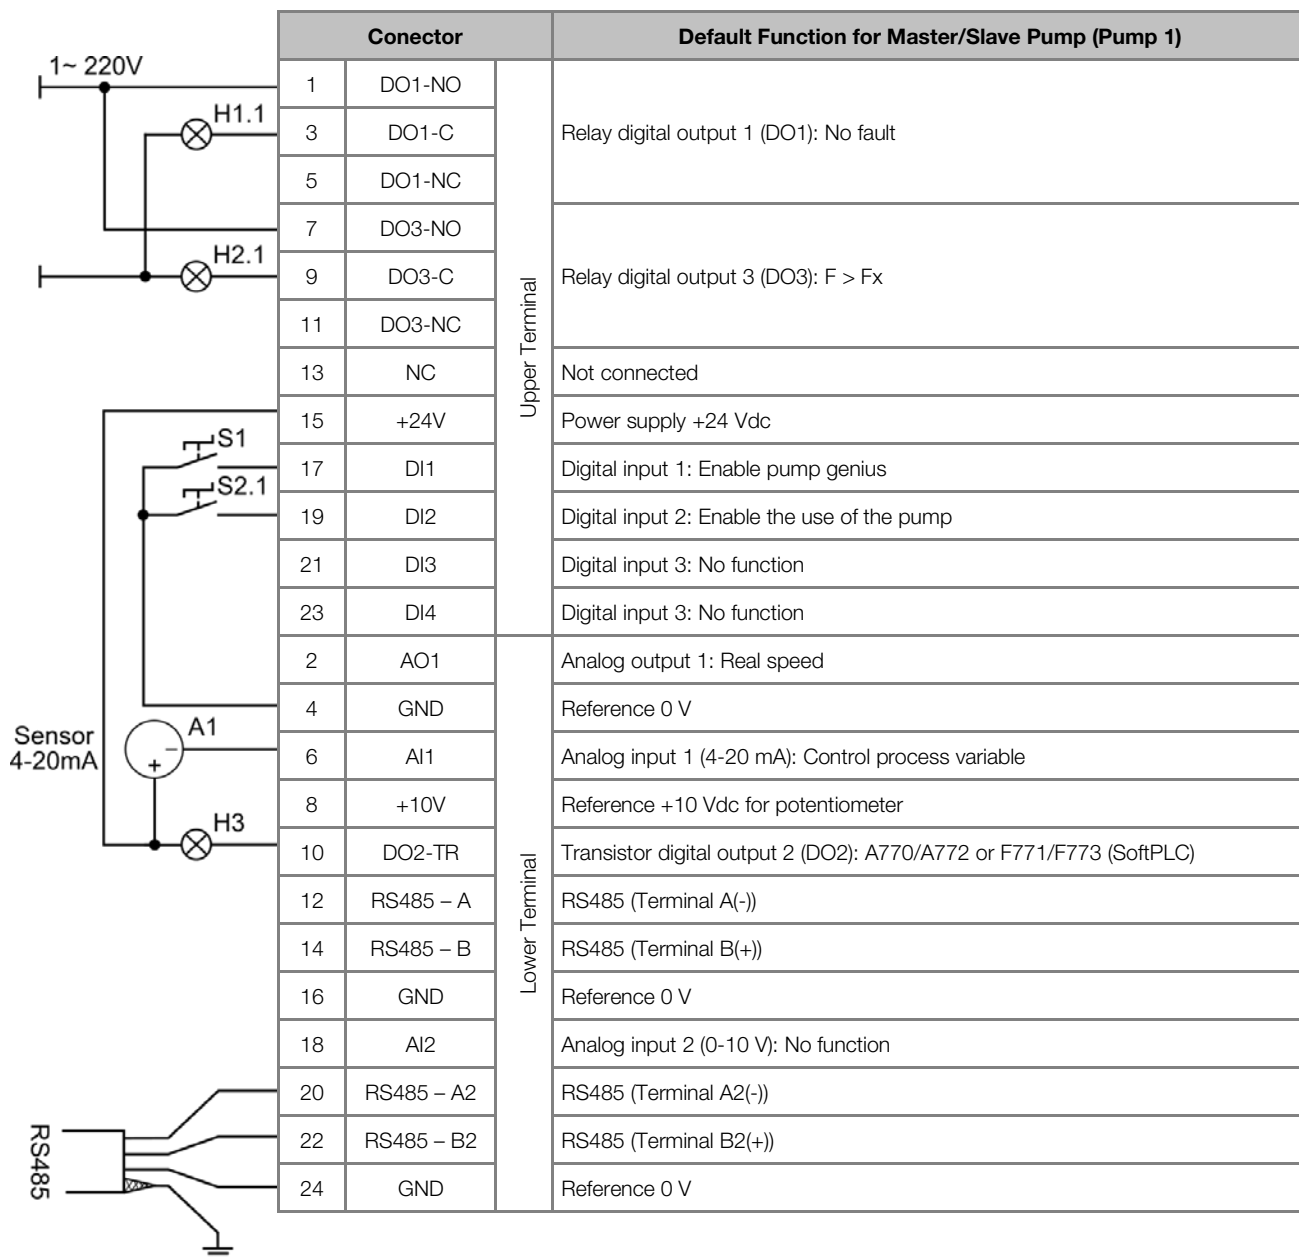 Conector Default Function for Master/Slave Pump (Pump 1)
1~ 220V
1 DO1-NO
H1.1
3 DO1-C Relay digital output 1 (DO1): No fault
5 DO1-NC
7 DO3-NO
H2.1
9 DO3-C Relay digital output 3 (DO3): F > Fx
11 DO3-NC
Upper Terminal
13 NC Not connected
15 +24V Power supply +24 Vdc
S1
17 DI1 Digital input 1: Enable pump genius
S2.1
19 DI2 Digital input 2: Enable the use of the pump
21 DI3 Digital input 3: No function
23 DI4 Digital input 3: No function
2 AO1 Analog output 1: Real speed
4 GND Reference 0 V
Sensor
4-20mA
A1
− +
6 AI1 Analog input 1 (4-20 mA): Control process variable
8 +10V Reference +10 Vdc for potentiometer
H3
10 DO2-TR Transistor digital output 2 (DO2): A770/A772 or F771/F773 (SoftPLC)
Lower Terminal
12 RS485 – A RS485 (Terminal A(-))
14 RS485 – B RS485 (Terminal B(+))
16 GND Reference 0 V
18 AI2 Analog input 2 (0-10 V): No function
20 RS485 – A2 RS485 (Terminal A2(-))
RS485
22 RS485 – B2 RS485 (Terminal B2(+))
24 GND Reference 0 V